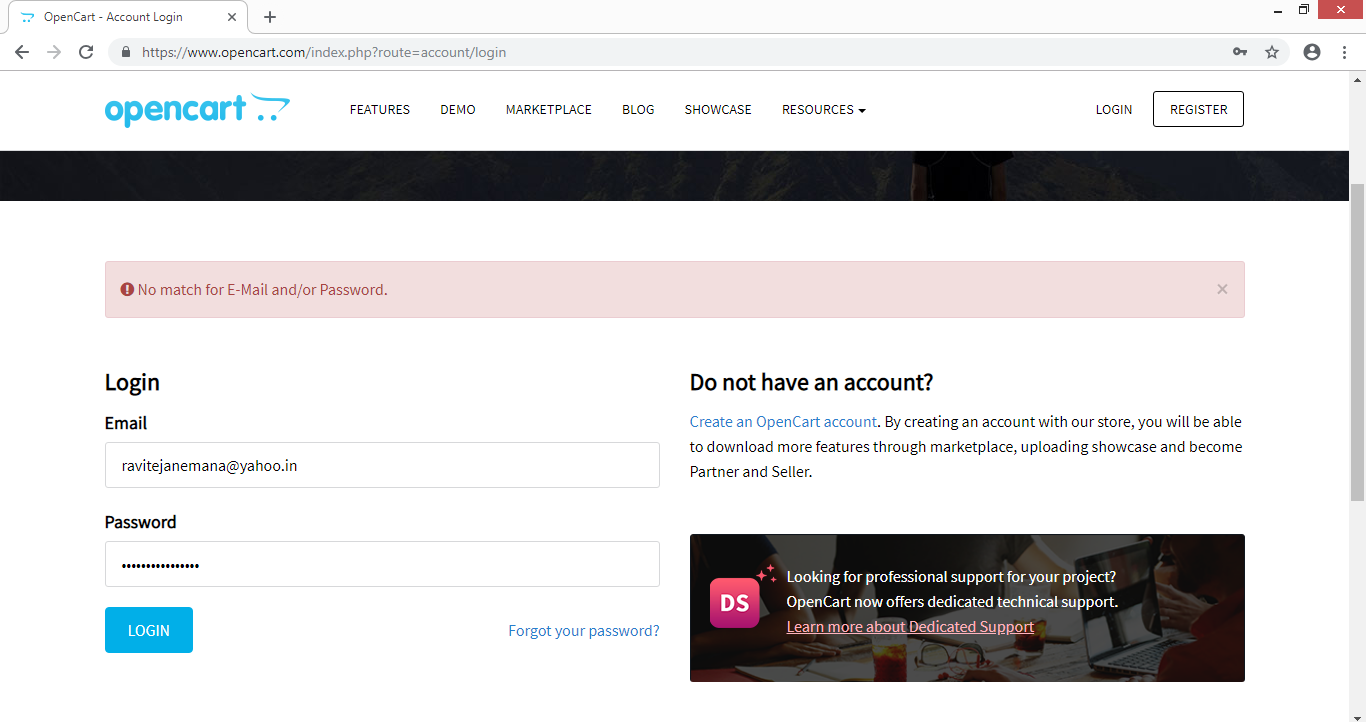 OpenCart - Account Login
https://www.opencart.com/index.php?route=account/login
opencart
FEATURES DEMO MARKETPLACE BLOG SHOWCASE RESOURCES LOGIN REGISTER
No match for E-Mail and/or Password. ×
Login
Email
ravitejanemana@yahoo.in
Password
••••••••••••••••
LOGIN Forgot your password?
Do not have an account?
Create an OpenCart account. By creating an account with our store, you will be able
to download more features through marketplace, uploading showcase and become
Partner and Seller.
DS
Looking for professional support for your project?
OpenCart now offers dedicated technical support.
Learn more about Dedicated Support